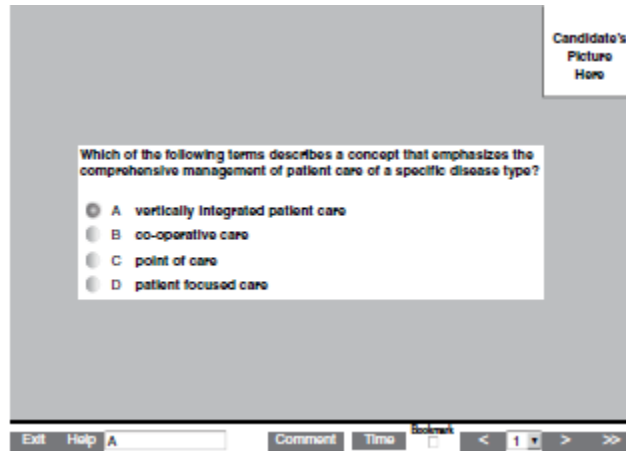 Candidate's
Picture
Here
Which of the following terms describes a concept that emphasizes the
comprehensive management of patient care of a specific disease type?
A vertically integrated patient care
B co-operative care
C point of care
D patient focused care
Bookmark
Exit Help A Comment Time < 1 > >>